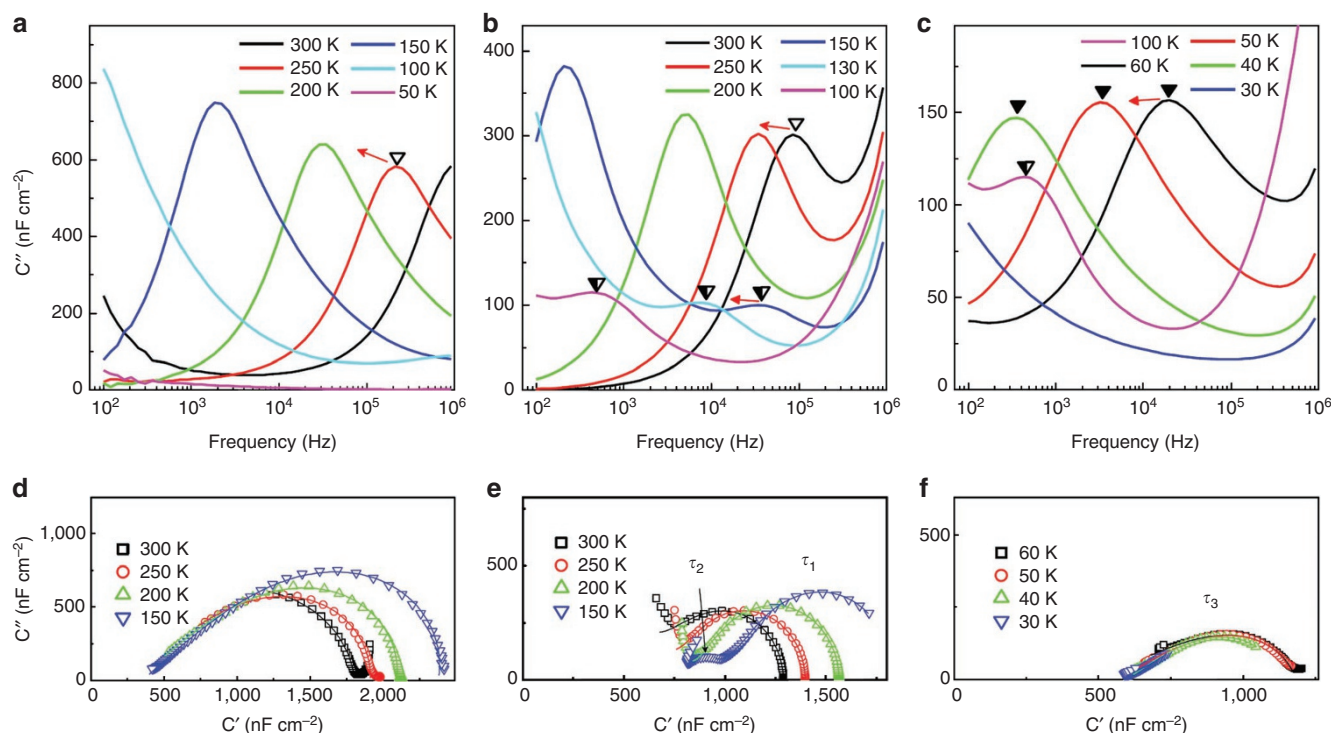 a
b
c
300 K 150 K
250 K 100 K
200 K 50 K
300 K 150 K
250 K 130 K
200 K 100 K
100 K 50 K
60 K 40 K
30 K
C″ (nF cm⁻²)
800
600
400
200
0
400
300
200
100
0
150
100
50
0
10² 10³ 10⁴ 10⁵ 10⁶
10² 10³ 10⁴ 10⁵ 10⁶
10² 10³ 10⁴ 10⁵ 10⁶
Frequency (Hz)
Frequency (Hz)
Frequency (Hz)
d
e
f
C″ (nF cm⁻²)
1,000
500
0
500
0
500
0
300 K
250 K
200 K
150 K
300 K
250 K
200 K
150 K
τ₂
τ₁
60 K
50 K
40 K
30 K
τ₃
0 500 1,000 1,500 2,000
0 500 1,000 1,500
0 500 1,000
C′ (nF cm⁻²)
C′ (nF cm⁻²)
C′ (nF cm⁻²)